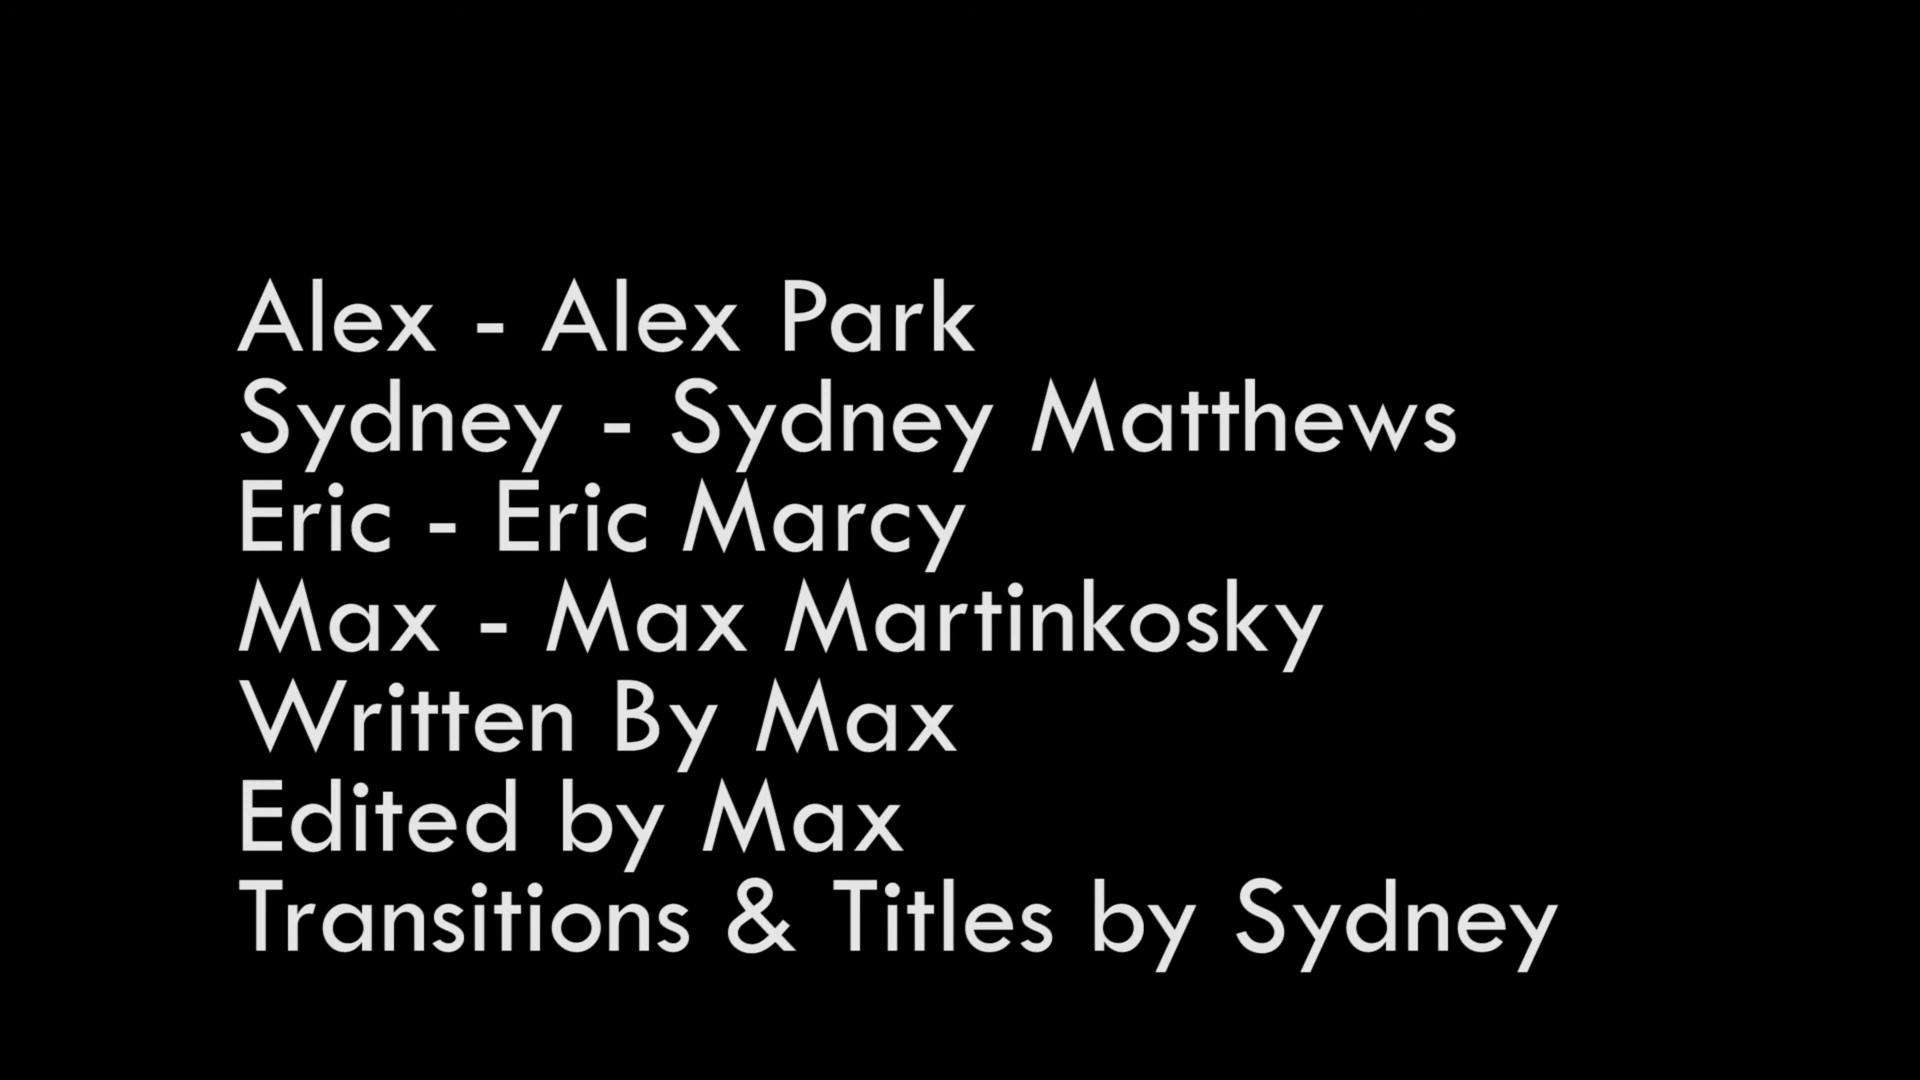 Alex - Alex Park
Sydney - Sydney Matthews
Eric - Eric Marcy
Max - Max Martinkosky
Written By Max
Edited by Max
Transitions & Titles by Sydney